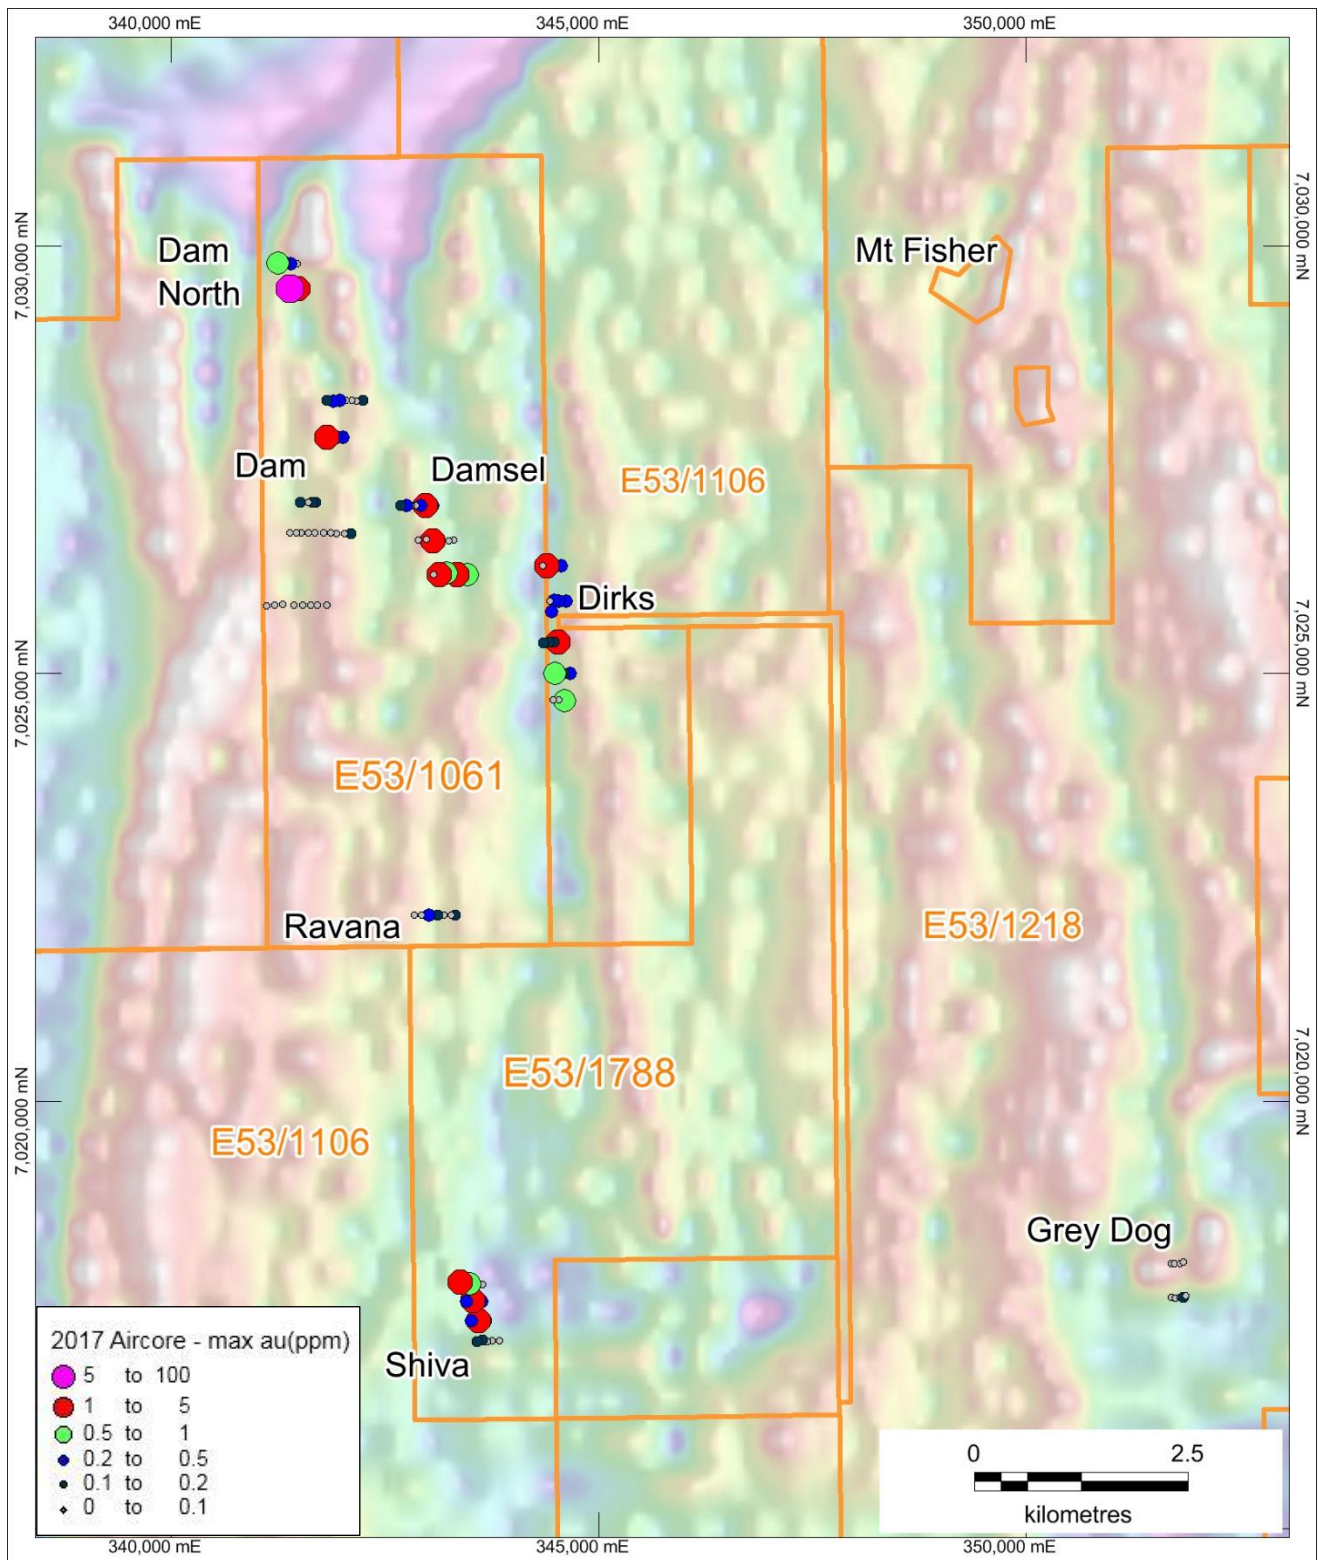 340,000 mE 345,000 mE 350,000 mE
7,030,000 mN
7,030,000 mN
Dam
North
Mt Fisher
Dam
Damsel
E53/1106
Dirks
7,025,000 mN
7,025,000 mN
E53/1061
Ravana
E53/1218
E53/1788
7,020,000 mN
7,020,000 mN
E53/1106
Grey Dog
Shiva
2017 Aircore - max au(ppm)
5 to 100
1 to 5
0.5 to 1
0.2 to 0.5
0.1 to 0.2
0 to 0.1
0 2.5
kilometres
340,000 mE 345,000 mE 350,000 mE